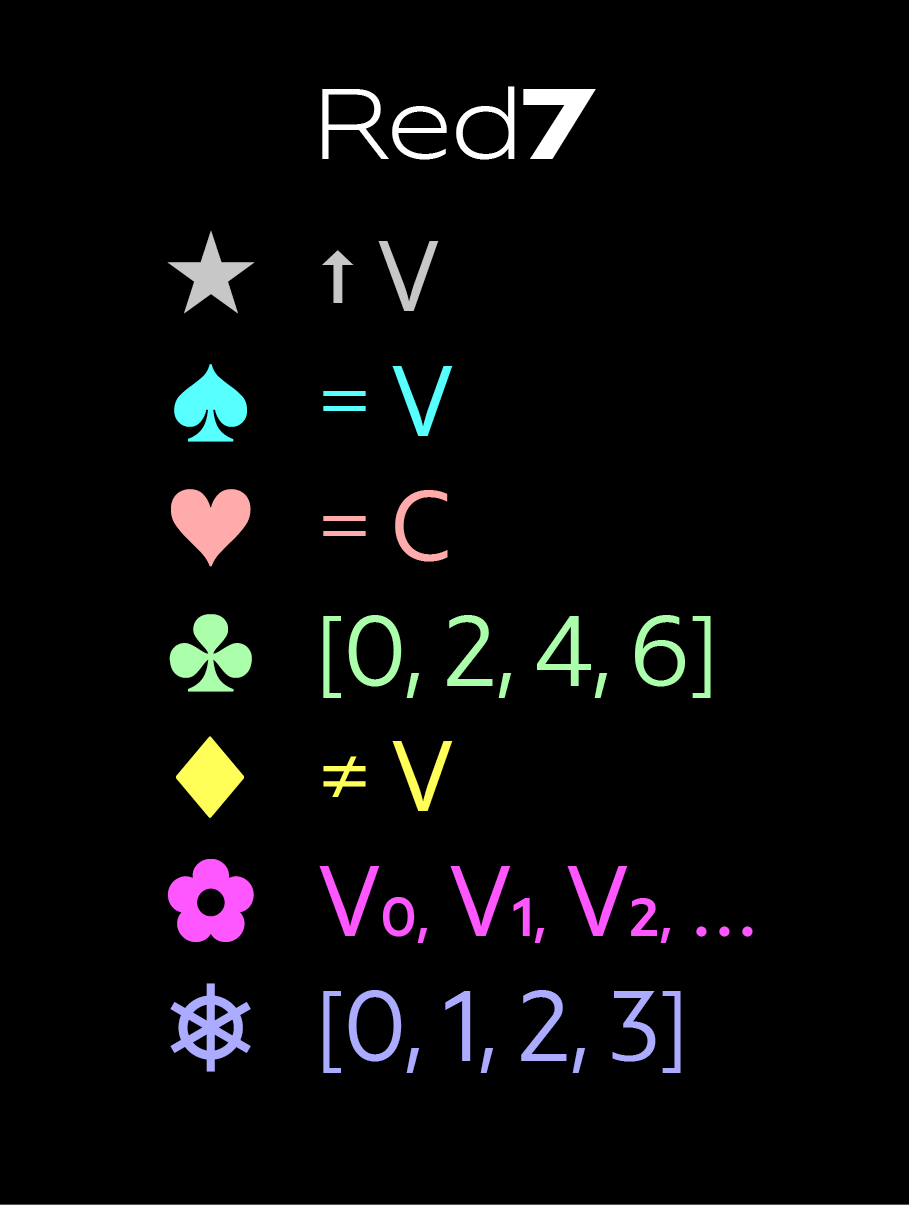 Red7
★ ↑ V
♠ = V
♥ = C
♣ [0, 2, 4, 6]
♦ ≠ V
✿ V₀, V₁, V₂, ...
⎈ [0, 1, 2, 3]